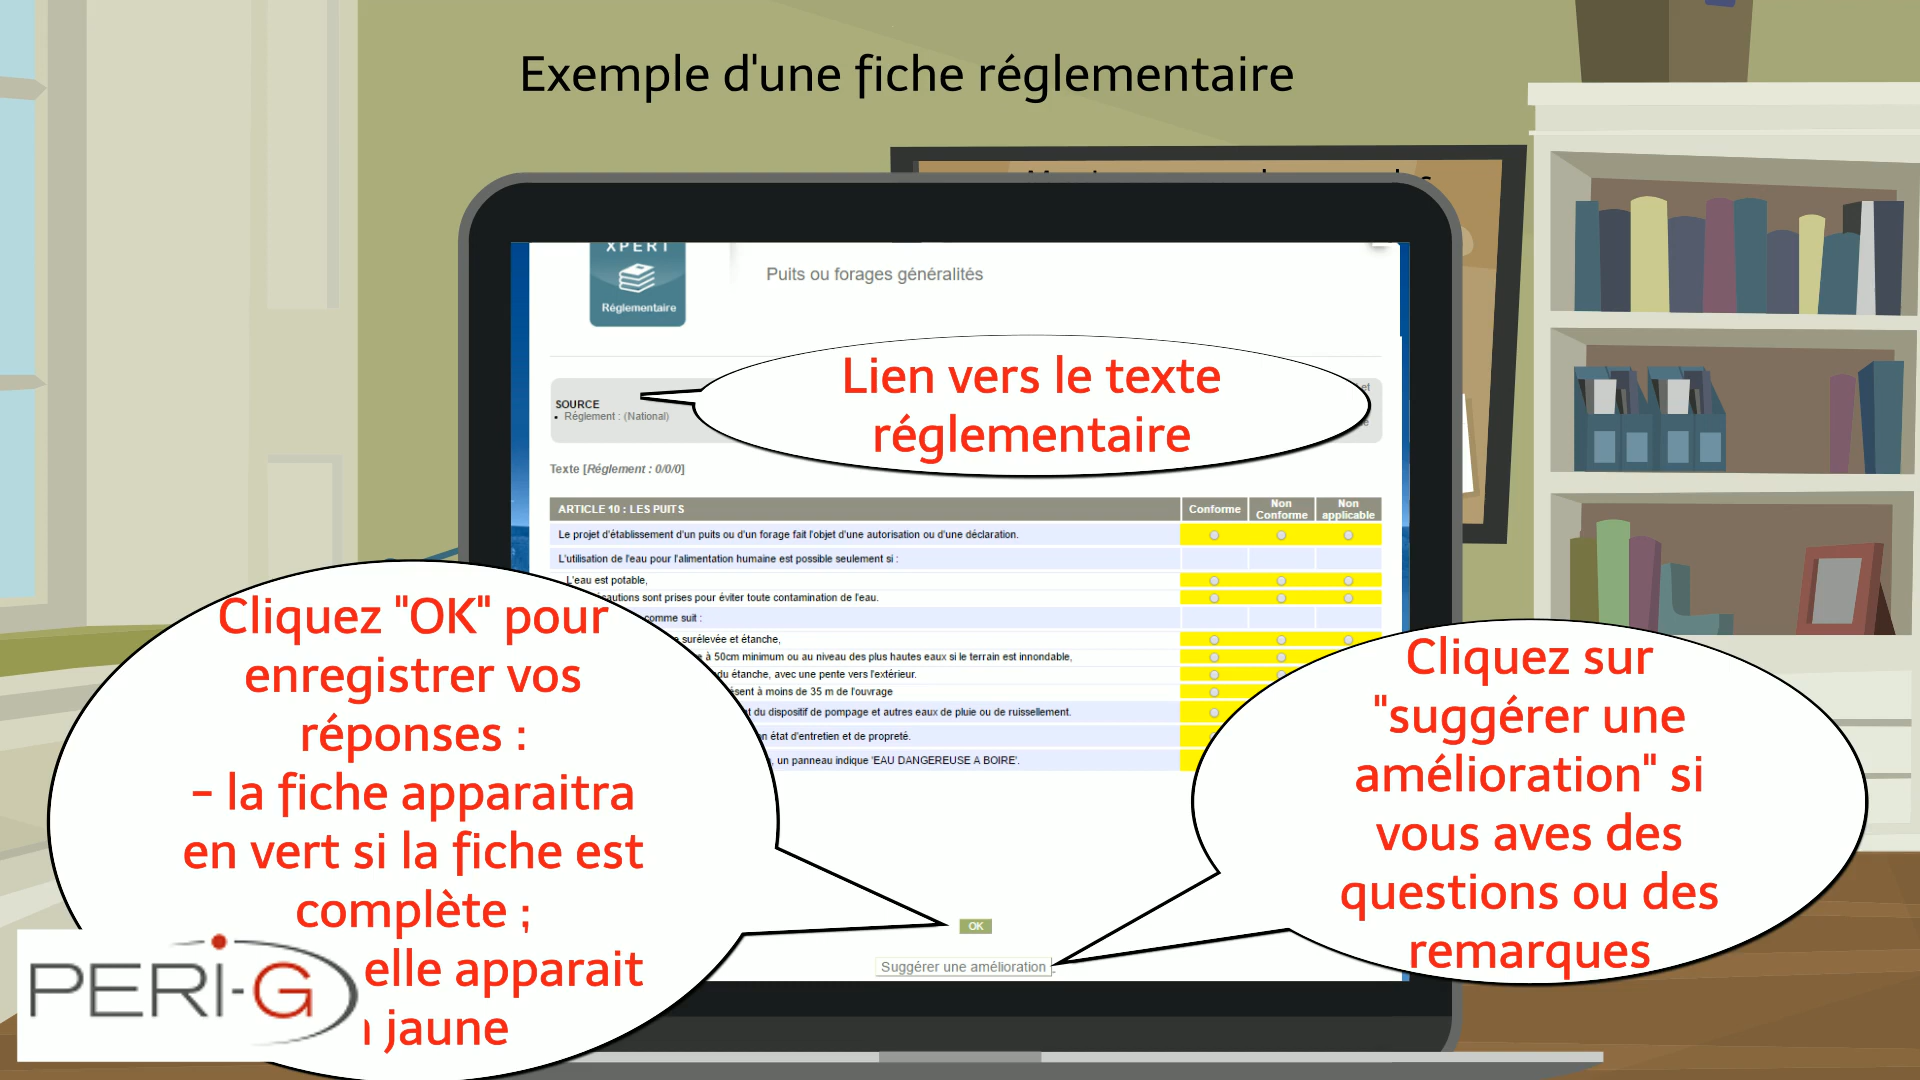 Exemple d'une fiche réglementaire
XPERT
Réglementaire
Puits ou forages généralités
Lien vers le texte
réglementaire
SOURCE
• Réglement : (National)
et
Texte [Réglement : 0/0/0]
ARTICLE 10 : LES PUITS Conforme Non Conforme Non applicable
Le projet d'établissement d'un puits ou d'un forage fait l'objet d'une autorisation ou d'une déclaration.
L'utilisation de l'eau pour l'alimentation humaine est possible seulement si :
L'eau est potable,
sont prises pour éviter toute contamination de l'eau.
comme suit :
surélevée et étanche,
à 50cm minimum ou au niveau des plus hautes eaux si le terrain est innondable,
étanche, avec une pente vers l'extérieur.
à moins de 35 m de l'ouvrage
du dispositif de pompage et autres eaux de pluie ou de ruissellement.
état d'entretien et de propreté.
un panneau indique 'EAU DANGEREUSE A BOIRE'.
Cliquez "OK" pour
enregistrer vos
réponses :
- la fiche apparaitra
en vert si la fiche est
complète ;
elle apparait
jaune
Cliquez sur
"suggérer une
amélioration" si
vous aves des
questions ou des
remarques
OK
Suggérer une amélioration
PERI-G